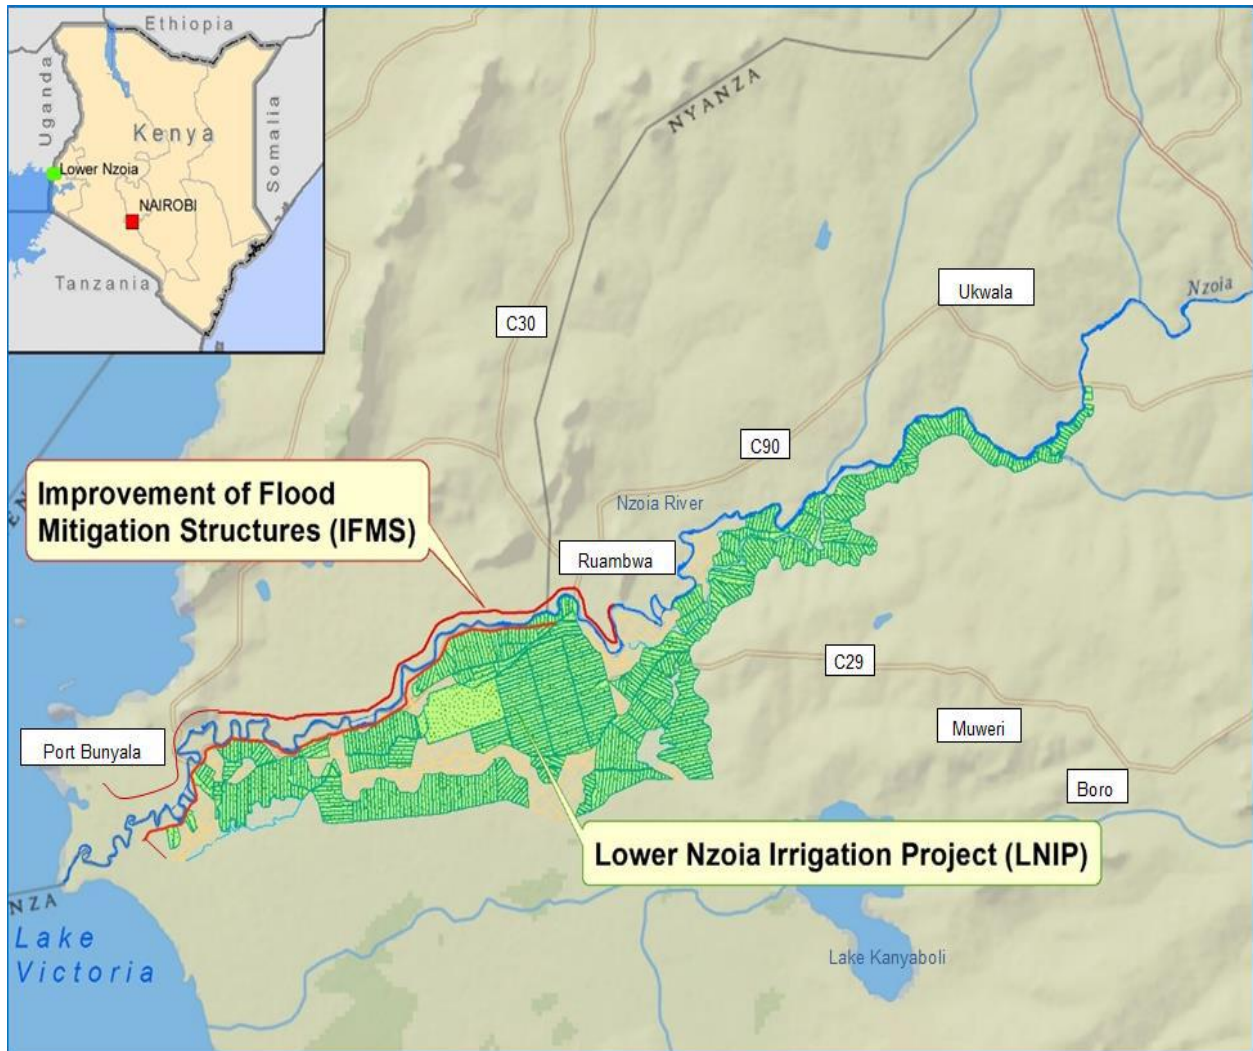 Ethiopia
Uganda
Kenya
Somalia
Lower Nzoia
NAIROBI
Tanzania
NYANZA
Nzoia
Ukwala
C30
C90
Improvement of Flood
Mitigation Structures (IFMS)
Nzoia River
Ruambwa
C29
Port Bunyala
Muweri
Boro
Lower Nzoia Irrigation Project (LNIP)
NZA
Lake
Victoria
Lake Kanyaboli